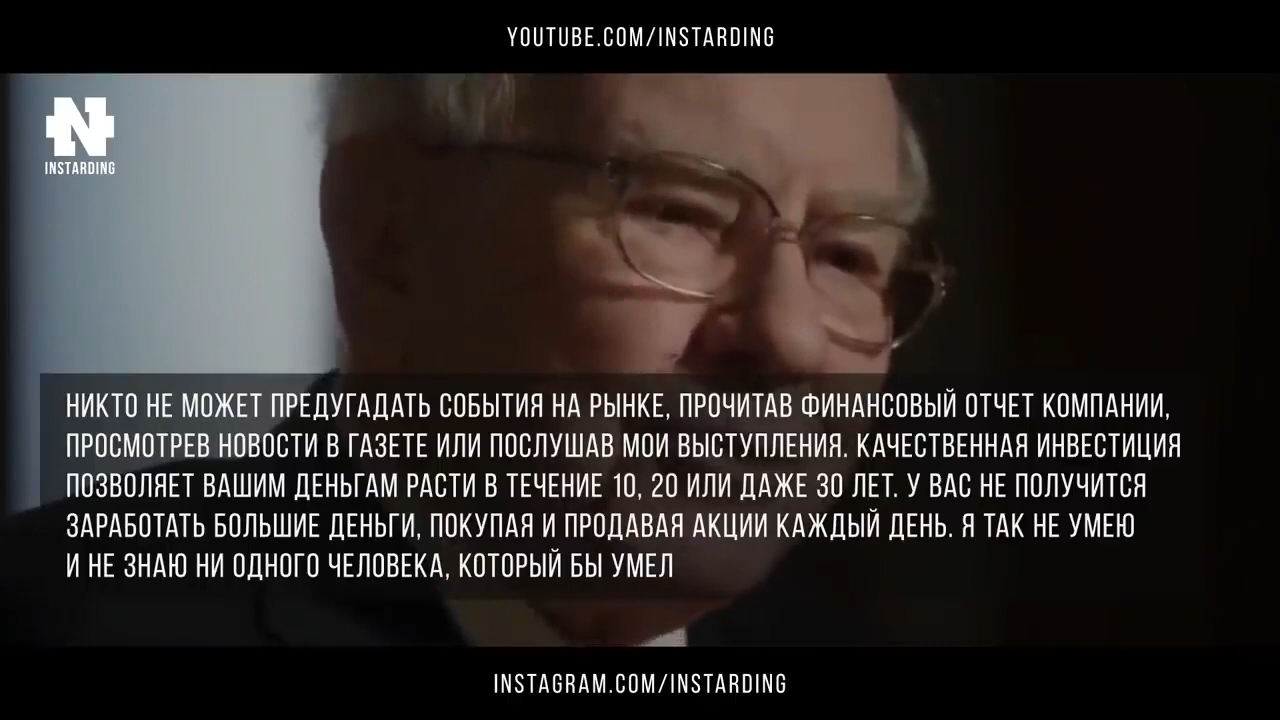 YOUTUBE.COM/INSTARDING
N
INSTARDING
НИКТО НЕ МОЖЕТ ПРЕДУГАДАТЬ СОБЫТИЯ НА РЫНКЕ, ПРОЧИТАВ ФИНАНСОВЫЙ ОТЧЕТ КОМПАНИИ,
ПРОСМОТРЕВ НОВОСТИ В ГАЗЕТЕ ИЛИ ПОСЛУШАВ МОИ ВЫСТУПЛЕНИЯ. КАЧЕСТВЕННАЯ ИНВЕСТИЦИЯ
ПОЗВОЛЯЕТ ВАШИМ ДЕНЬГАМ РАСТИ В ТЕЧЕНИЕ 10, 20 ИЛИ ДАЖЕ 30 ЛЕТ. У ВАС НЕ ПОЛУЧИТСЯ
ЗАРАБОТАТЬ БОЛЬШИЕ ДЕНЬГИ, ПОКУПАЯ И ПРОДАВАЯ АКЦИИ КАЖДЫЙ ДЕНЬ. Я ТАК НЕ УМЕЮ
И НЕ ЗНАЮ НИ ОДНОГО ЧЕЛОВЕКА, КОТОРЫЙ БЫ УМЕЛ
INSTAGRAM.COM/INSTARDING